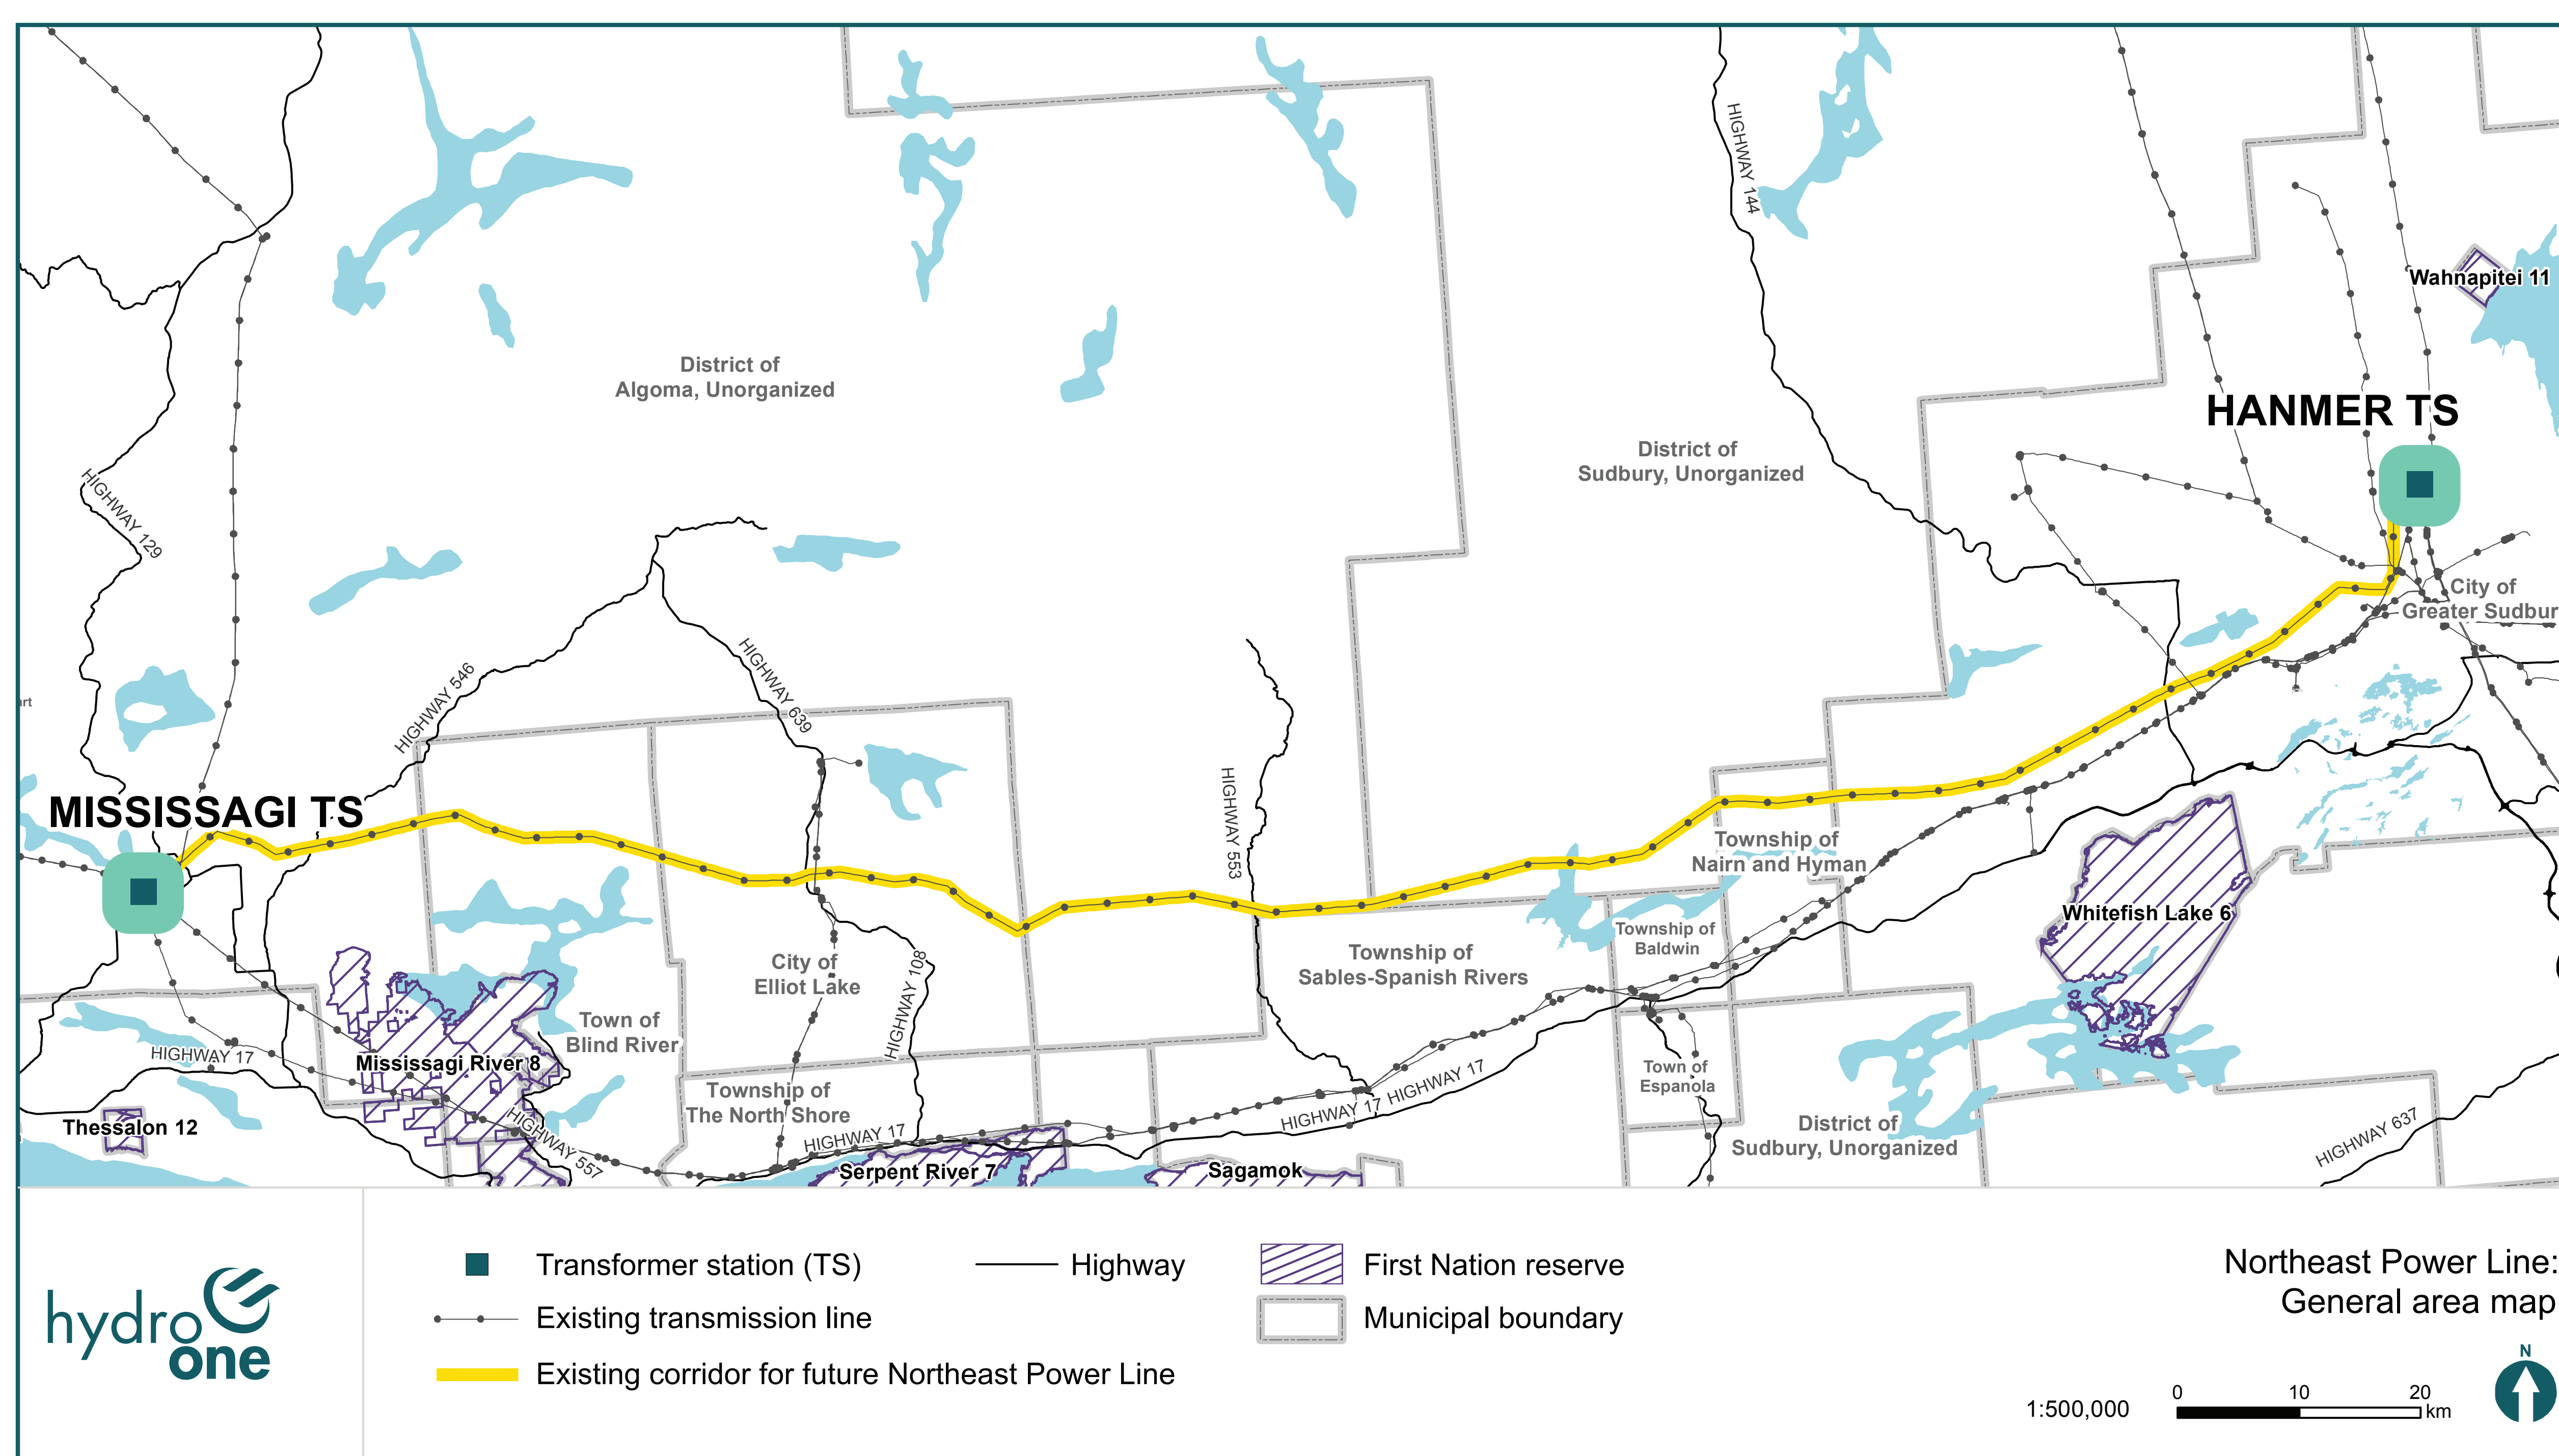 HIGHWAY 144
Wahnapitei 11
District of
Algoma, Unorganized
HANMER TS
District of
Sudbury, Unorganized
HIGHWAY 129
City of
Greater Sudbur
HIGHWAY 546
HIGHWAY 639
MISSISSAGI TS
HIGHWAY 553
Township of
Nairn and Hyman
Whitefish Lake 6
Township of
Baldwin
Township of
Sables-Spanish Rivers
City of
Elliot Lake
HIGHWAY 108
Town of
Blind River
HIGHWAY 17
Mississagi River 8
Town of
Espanola
Township of
The North Shore
HIGHWAY 17
HIGHWAY 17
Thessalon 12
HIGHWAY 557
HIGHWAY 17
District of
Sudbury, Unorganized
HIGHWAY 637
Serpent River 7
Sagamok
hydro
one
Transformer station (TS)
Existing transmission line
Existing corridor for future Northeast Power Line
Highway
First Nation reserve
Municipal boundary
Northeast Power Line:
General area map
N
1:500,000
0 10 20
km